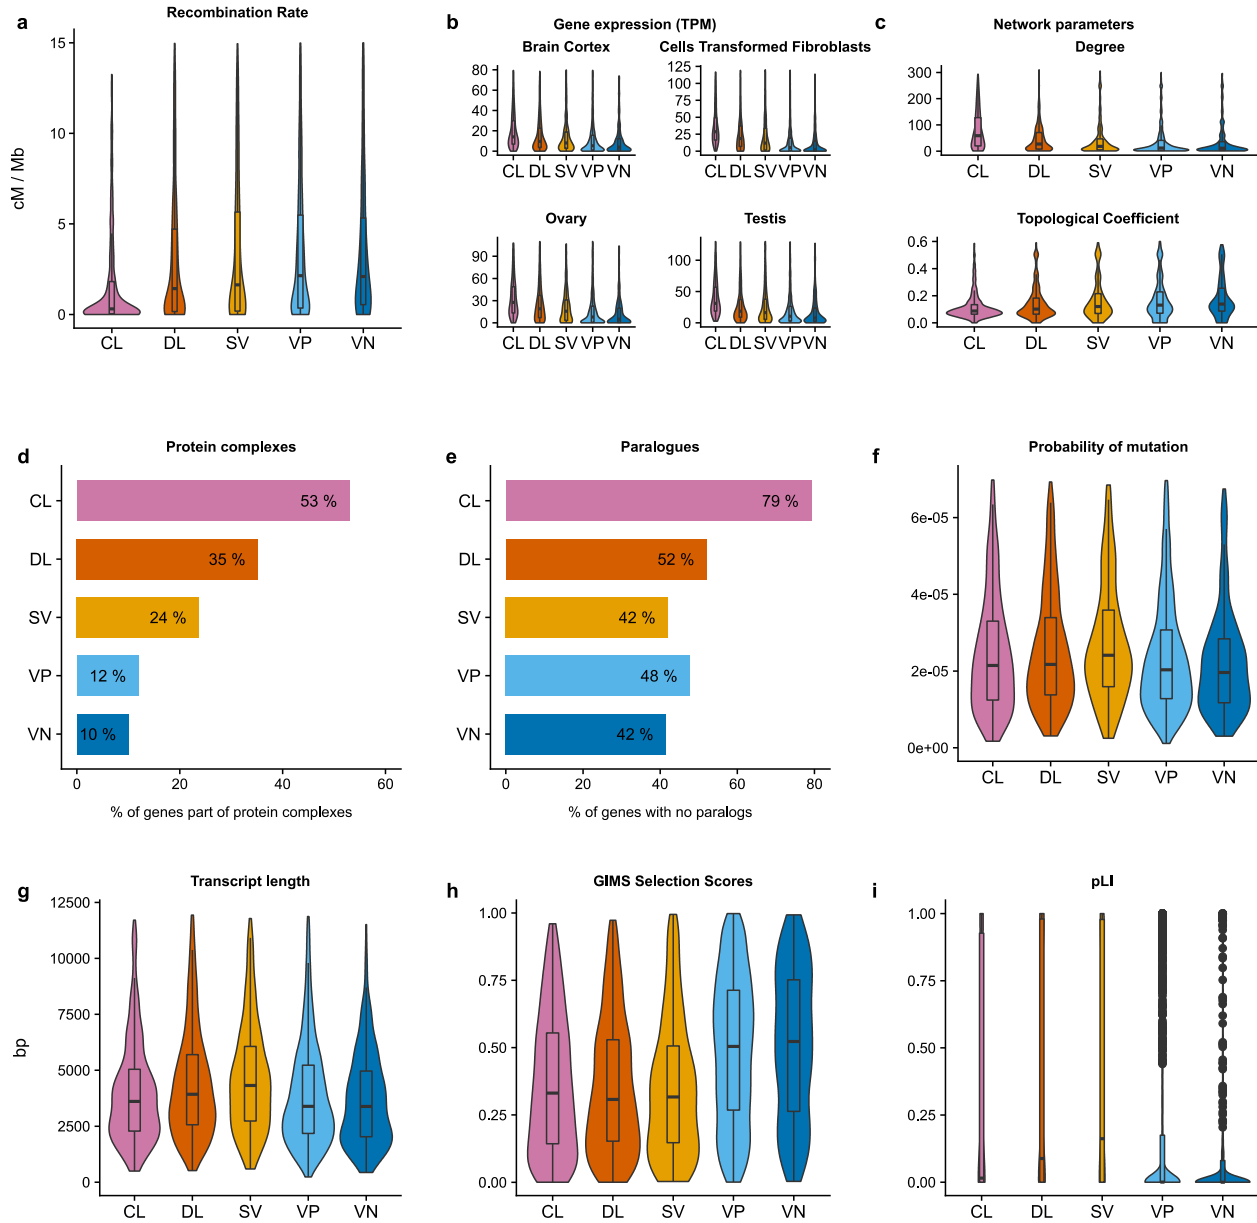 a
Recombination Rate
15
10
5
0
cM / Mb
CL DL SV VP VN
b
Gene expression (TPM)
Brain Cortex
80
60
40
20
0
CL DL SV VP VN
Cells Transformed Fibroblasts
125
100
75
50
25
0
CL DL SV VP VN
Ovary
90
60
30
0
CL DL SV VP VN
Testis
100
50
0
CL DL SV VP VN
c
Network parameters
Degree
300
200
100
0
CL DL SV VP VN
Topological Coefficient
0.6
0.4
0.2
0.0
CL DL SV VP VN
d
Protein complexes
CL 53 %
DL 35 %
SV 24 %
VP 12 %
VN 10 %
0 20 40 60
% of genes part of protein complexes
e
Paralogues
CL 79 %
DL 52 %
SV 42 %
VP 48 %
VN 42 %
0 20 40 60 80
% of genes with no paralogs
f
Probability of mutation
6e-05
4e-05
2e-05
0e+00
CL DL SV VP VN
g
Transcript length
12500
10000
7500
5000
2500
0
bp
CL DL SV VP VN
h
GIMS Selection Scores
1.00
0.75
0.50
0.25
0.00
CL DL SV VP VN
i
pLI
1.00
0.75
0.50
0.25
0.00
CL DL SV VP VN